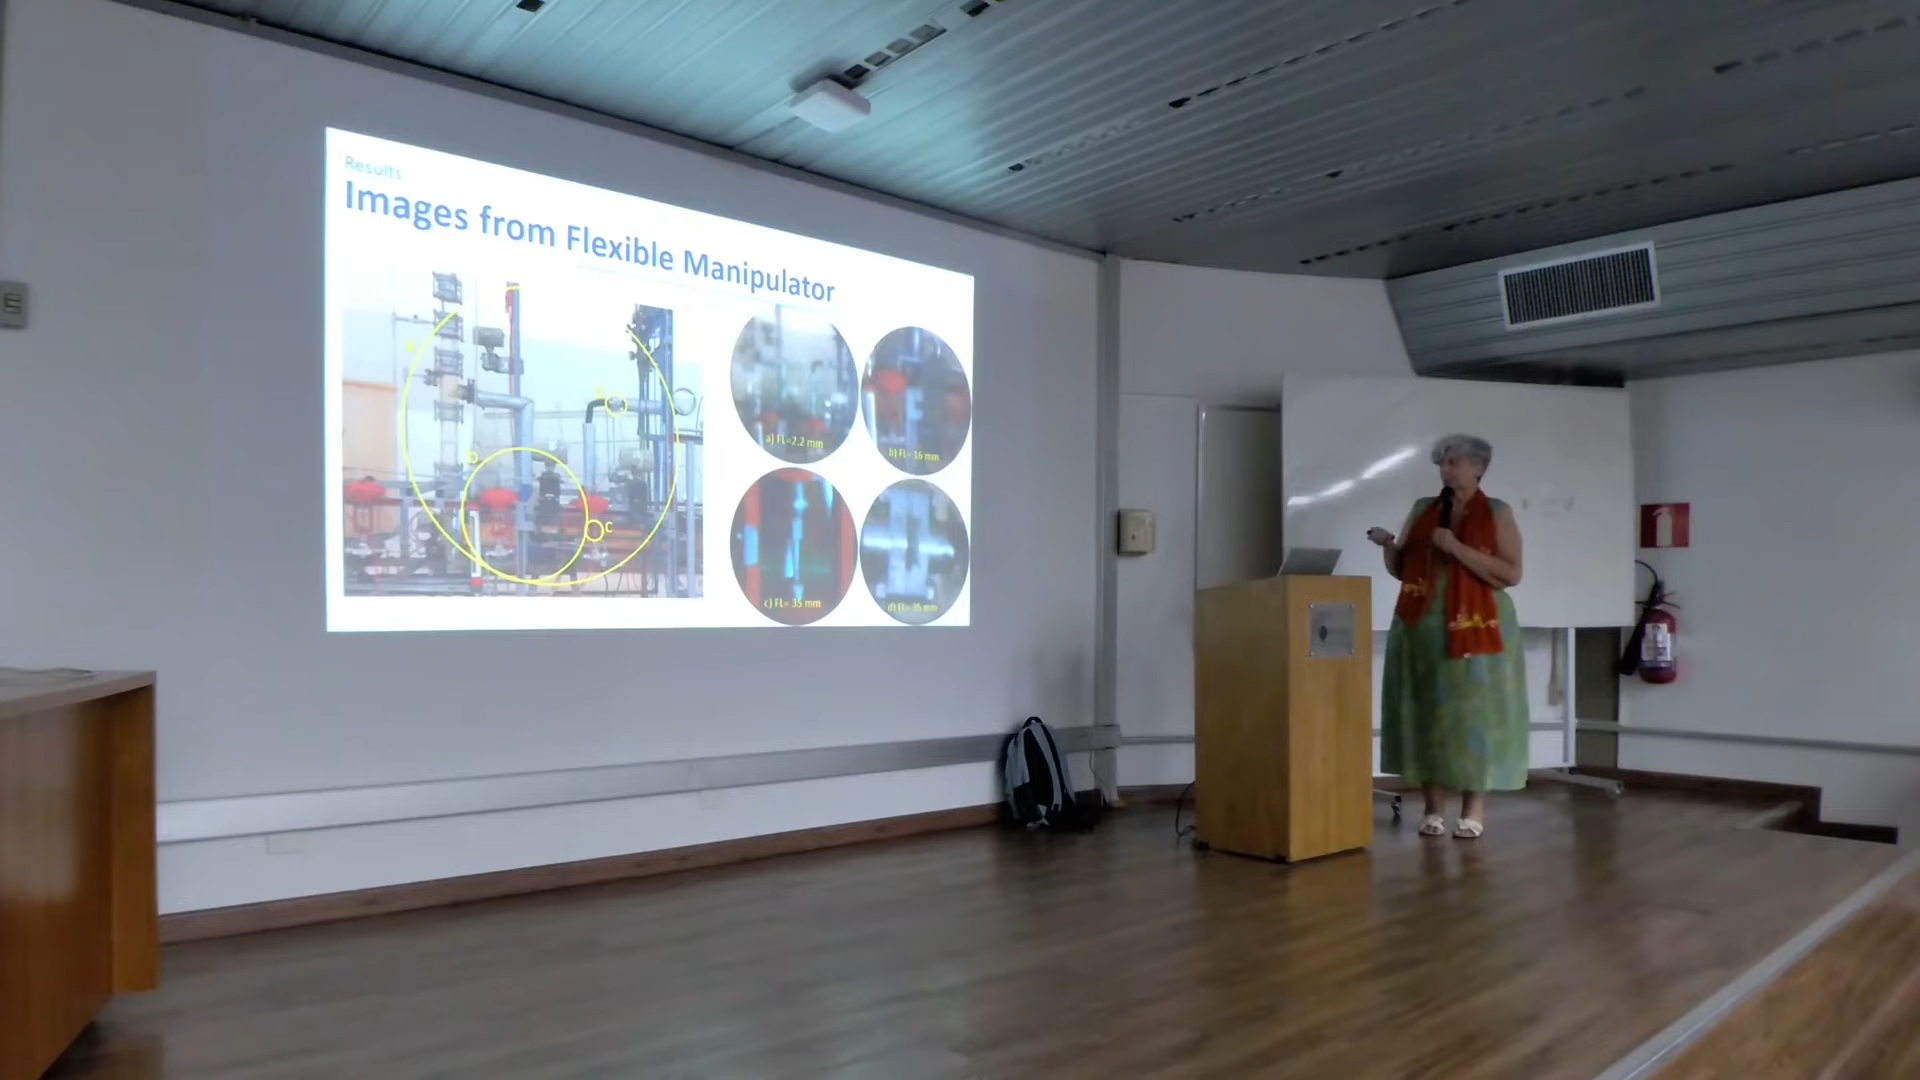 Results
Images from Flexible Manipulator
a) FL=2.2 mm
b) FL= 16 mm
c) FL= 35 mm
d) FL= 35 mm
C